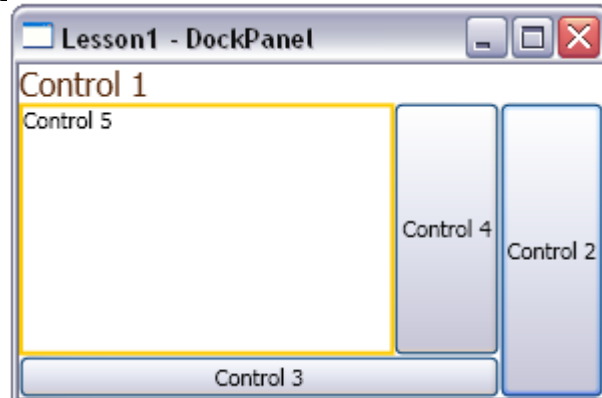 Lesson1 - DockPanel
Control 1
Control 5
Control 4
Control 2
Control 3